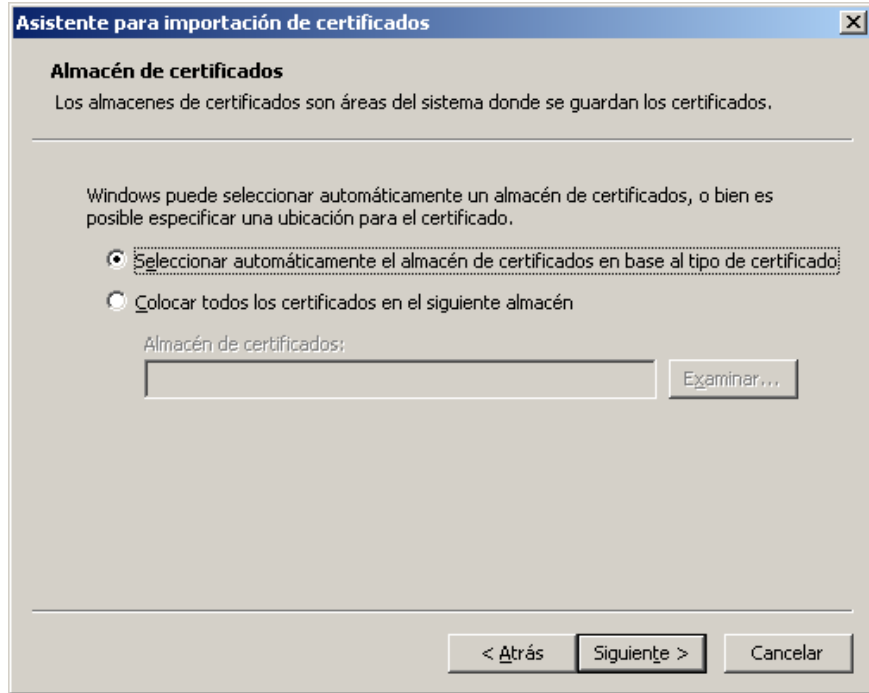 Asistente para importación de certificados
Almacén de certificados
Los almacenes de certificados son áreas del sistema donde se guardan los certificados.
Windows puede seleccionar automáticamente un almacén de certificados, o bien es
posible especificar una ubicación para el certificado.
Seleccionar automáticamente el almacén de certificados en base al tipo de certificado
Colocar todos los certificados en el siguiente almacén
Almacén de certificados:
Examinar...
< Atrás
Siguiente >
Cancelar